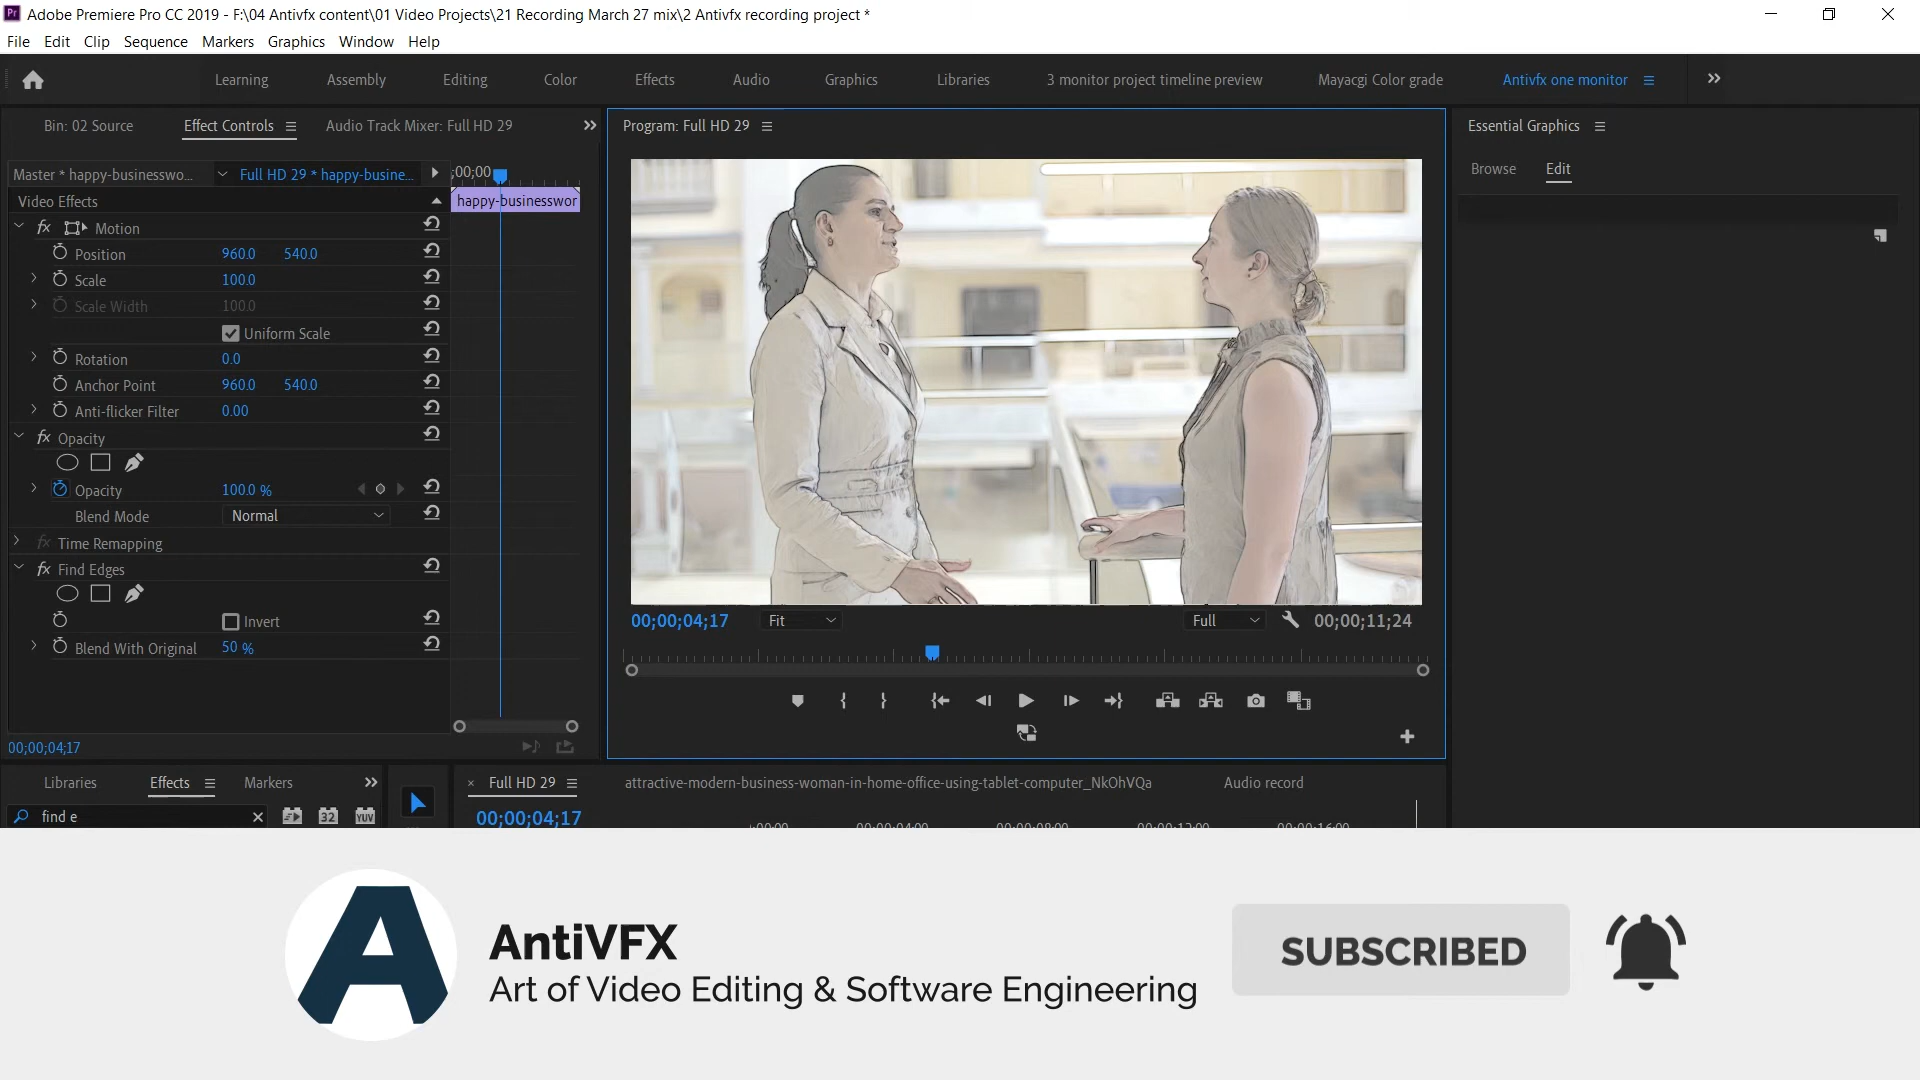 Pr Adobe Premiere Pro CC 2019 - F:\04 Antivfx content\01 Video Projects\21 Recording March 27 mix\2 Antivfx recording project *
File Edit Clip Sequence Markers Graphics Window Help
Learning Assembly Editing Color Effects Audio Graphics Libraries 3 monitor project timeline preview Mayacgi Color grade Antivfx one monitor
Bin: 02 Source Effect Controls Audio Track Mixer: Full HD 29
Program: Full HD 29
Essential Graphics
Browse Edit
Master * happy-businesswo... Full HD 29 * happy-busine... ;00;00
Video Effects happy-businesswor
fx Motion
Position 960.0 540.0
Scale 100.0
Scale Width 100.0
Uniform Scale
Rotation 0.0
Anchor Point 960.0 540.0
Anti-flicker Filter 0.00
fx Opacity
Opacity 100.0 %
Blend Mode Normal
fx Time Remapping
fx Find Edges
Invert
Blend With Original 50 %
00;00;04;17
00;00;04;17 Fit Full 00;00;11;24
Libraries Effects Markers
find e 32 YUV
× Full HD 29 attractive-modern-business-woman-in-home-office-using-tablet-computer_NkOhVQa Audio record
00;00;04;17
AntiVFX
Art of Video Editing & Software Engineering
SUBSCRIBED